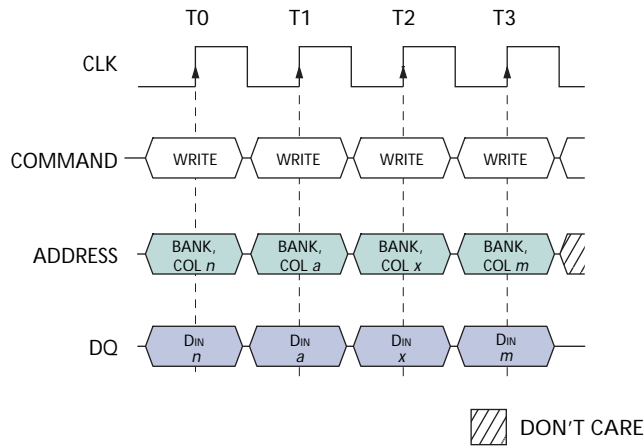 T0 T1 T2 T3
CLK
COMMAND WRITE WRITE WRITE WRITE
ADDRESS BANK, COL n BANK, COL a BANK, COL x BANK, COL m
DQ DIN n DIN a DIN x DIN m
DON'T CARE